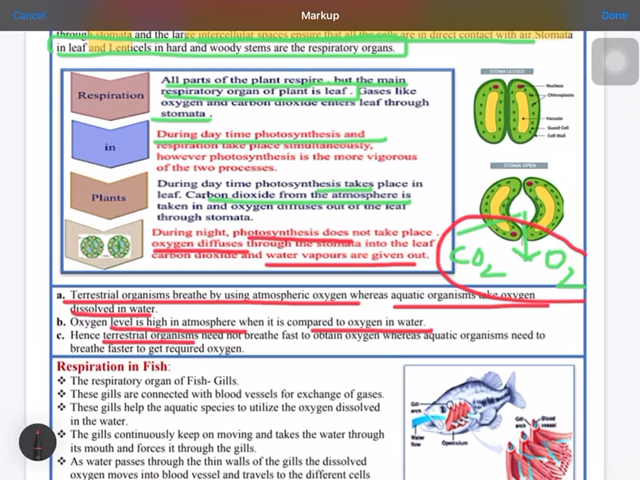 Cancel
Markup
Done
through stomata and the large intercellular spaces ensure that all the cells are in direct contact with air.Stomata
in leaf and Lenticels in hard and woody stems are the respiratory organs.
Respiration
in
Plants
All parts of the plant respire , but the main
respiratory organ of plant is leaf . Gases like
oxygen and carbon dioxide enters leaf through
stomata .
During day time photosynthesis and
respiration take place simultaneously,
however photosynthesis is the more vigorous
of the two processes.
During day time photosynthesis takes place in
leaf. Carbon dioxide from the atmosphere is
taken in and oxygen diffuses out of the leaf
through stomata.
During night, photosynthesis does not take place .
oxygen diffuses through the stomata into the leaf
carbon dioxide and water vapours are given out.
STOMA CLOSED
Nucleus
Chloroplasts
Vacuole
Guard Cell
Cell Wall
STOMA OPEN
CO2
O2
a. Terrestrial organisms breathe by using atmospheric oxygen whereas aquatic organisms take oxygen
dissolved in water.
b. Oxygen level is high in atmosphere when it is compared to oxygen in water.
c. Hence terrestrial organisms need not breathe fast to obtain oxygen whereas aquatic organisms need to
breathe faster to get required oxygen.
Respiration in Fish:
❖ The respiratory organ of Fish- Gills.
❖ These gills are connected with blood vessels for exchange of gases.
❖ These gills help the aquatic species to utilize the oxygen dissolved
in the water.
❖ The gills continuously keep on moving and takes the water through
its mouth and forces it through the gills.
❖ As water passes through the thin walls of the gills the dissolved
oxygen moves into blood vessel and travels to the different cells
Gill
arch
Water
flow
Operculum
Gill
arch
Blood
vessel